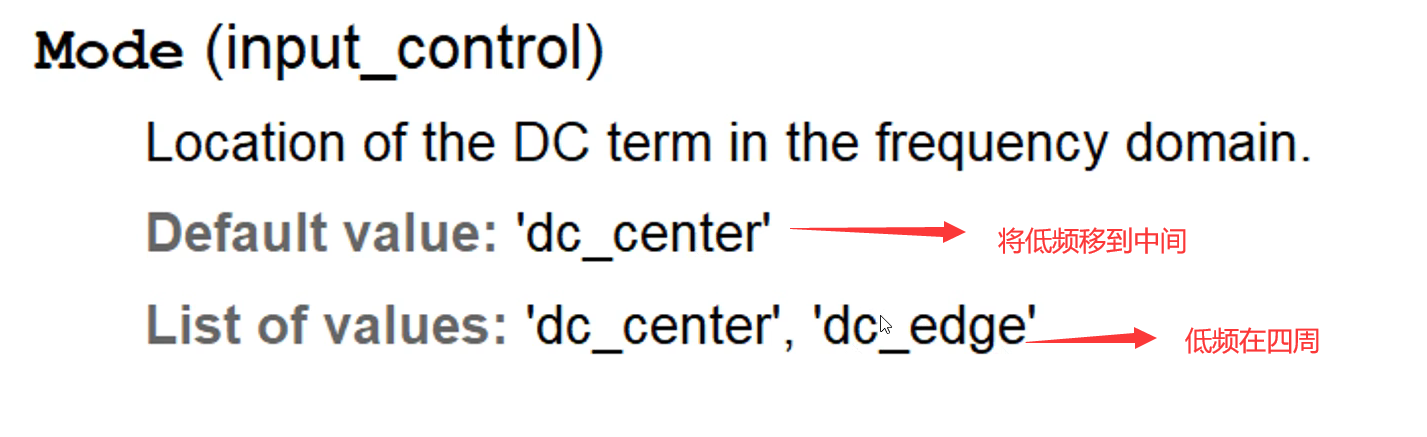 Mode (input_control)
Location of the DC term in the frequency domain.
Default value: 'dc_center' 将低频移到中间
List of values: 'dc_center', 'dc_edge' 低频在四周